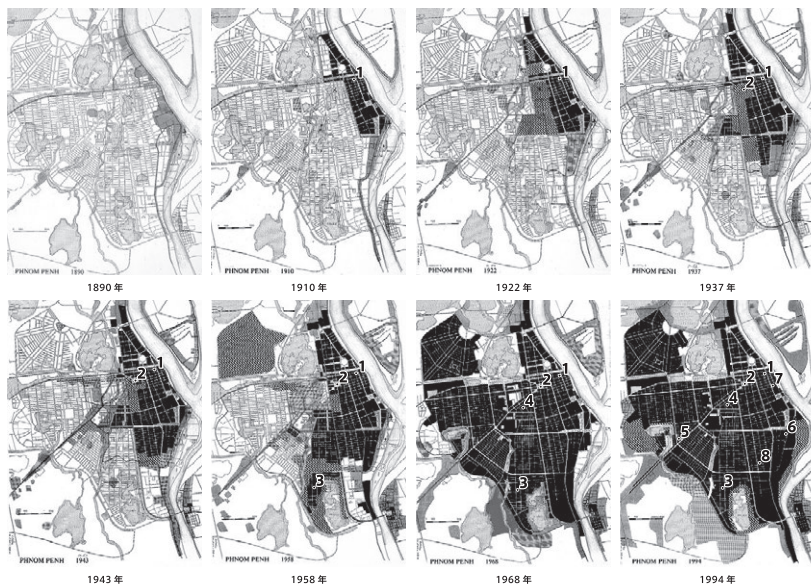 PHNOM PENH 1890
1890 年
1
PHNOM PENH 1910
1910 年
1
PHNOM PENH 1922
1922 年
1
2
PHNOM PENH 1937
1937 年
1
2
PHNOM PENH 1943
1943 年
1
2
3
PHNOM PENH 1958
1958 年
1
2
4
3
PHNOM PENH 1968
1968 年
1
7
2
4
5
6
8
3
PHNOM PENH 1994
1994 年